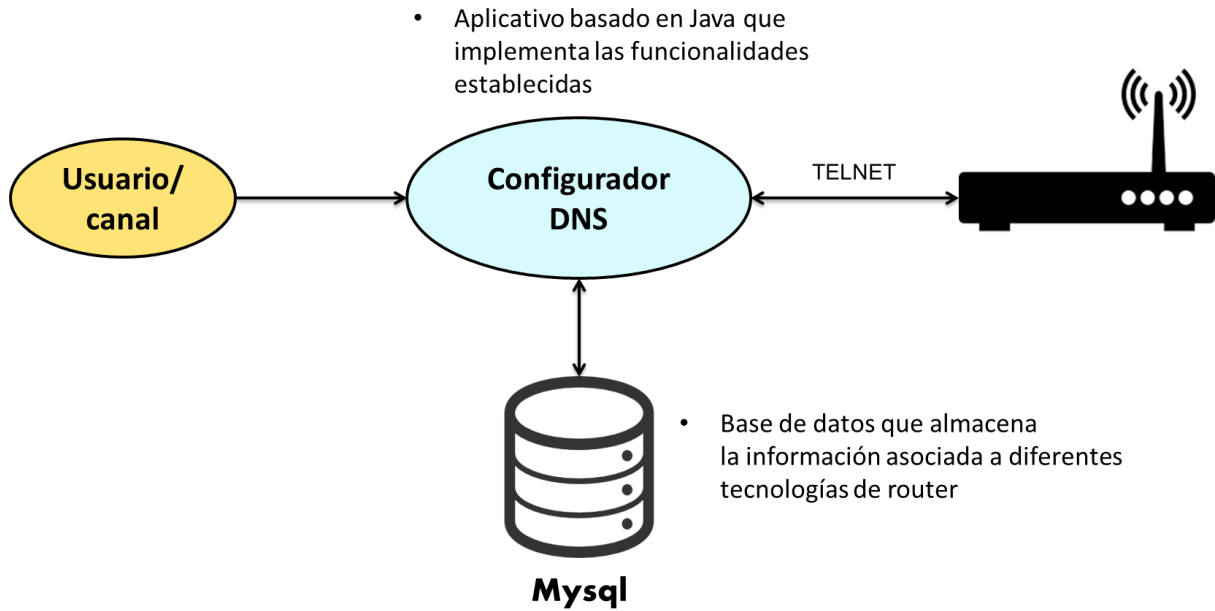 • Aplicativo basado en Java que
implementa las funcionalidades
establecidas
Usuario/
canal
Configurador
DNS
TELNET
• Base de datos que almacena
la información asociada a diferentes
tecnologías de router
Mysql